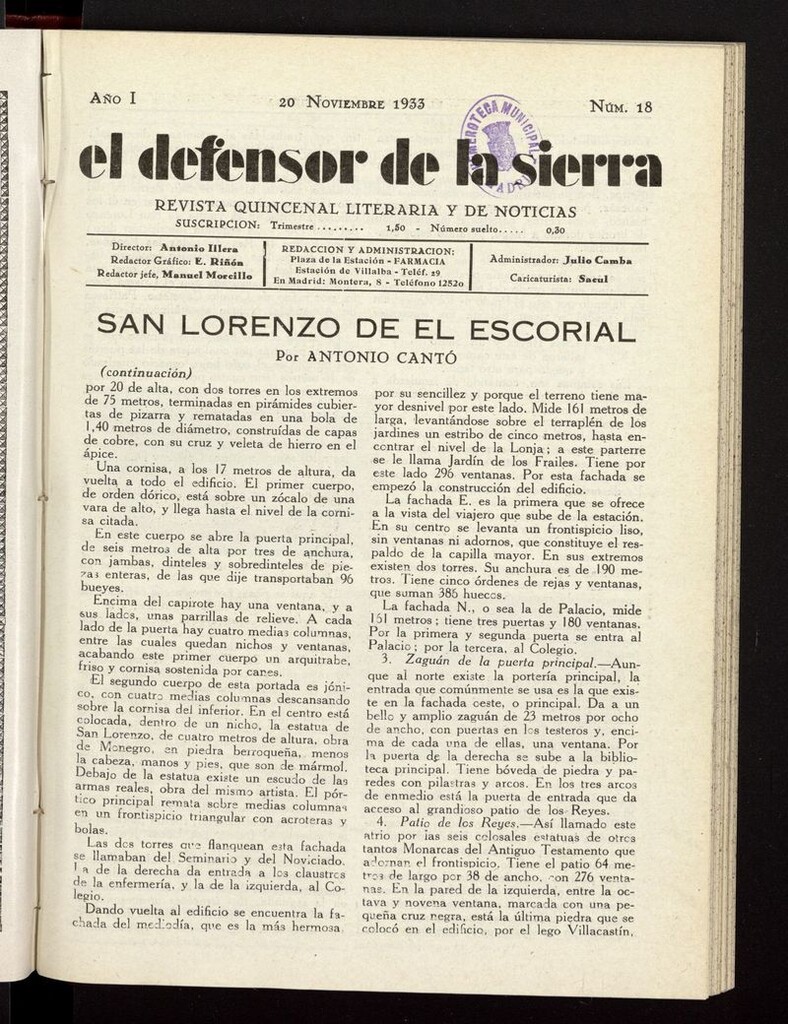 Año I
20 Noviembre 1933
Núm. 18
HEMEROTECA MUNICIPAL
MADRID
el defensor de la sierra
REVISTA QUINCENAL LITERARIA Y DE NOTICIAS
SUSCRIPCION: Trimestre ......... 1,50 - Número suelto..... 0,30
Director: Antonio Illera
Redactor Gráfico: E. Riñón
Redactor jefe, Manuel Morcillo
REDACCION Y ADMINISTRACION:
Plaza de la Estación - FARMACIA
Estación de Villalba - Teléf. 29
En Madrid: Montera, 8 - Teléfono 12520
Administrador: Julio Camba
Caricaturista: Sacul
SAN LORENZO DE EL ESCORIAL
Por ANTONIO CANTÓ
(continuación)
por 20 de alta, con dos torres en los extremos
de 75 metros, terminadas en pirámides cubier-
tas de pizarra y rematadas en una bola de
1,40 metros de diámetro, construídas de capas
de cobre, con su cruz y veleta de hierro en el
ápice.
Una cornisa, a los 17 metros de altura, da
vuelta a todo el edificio. El primer cuerpo,
de orden dórico, está sobre un zócalo de una
vara de alto, y llega hasta el nivel de la corni-
sa citada.
En este cuerpo se abre la puerta principal,
de seis metros de alta por tres de anchura,
con jambas, dinteles y sobredinteles de pie-
zas enteras, de las que dije transportaban 96
bueyes.
Encima del capirote hay una ventana, y a
sus lados, unas parrillas de relieve. A cada
lado de la puerta hay cuatro medias columnas,
entre las cuales quedan nichos y ventanas,
acabando este primer cuerpo un arquitrabe,
friso y cornisa sostenida por canes.
El segundo cuerpo de esta portada es jóni-
co, con cuatro medias columnas descansando
sobre la cornisa del inferior. En el centro está
colocada, dentro de un nicho, la estatua de
San Lorenzo, de cuatro metros de altura, obra
de Monegro, en piedra berroqueña, menos
la cabeza, manos y pies, que son de mármol.
Debajo de la estatua existe un escudo de las
armas reales, obra del mismo artista. El pór-
tico principal remata sobre medias columnas
en un frontispicio triangular con acroteras y
bolas.
Las dos torres que flanquean esta fachada
se llamaban del Seminario y del Noviciado.
La de la derecha da entrada a los claustros
de la enfermería, y la de la izquierda, al Co-
legio.
Dando vuelta al edificio se encuentra la fa-
chada del mediodía, que es la más hermosa
por su sencillez y porque el terreno tiene ma-
yor desnivel por este lado. Mide 161 metros de
larga, levantándose sobre el terraplén de los
jardines un estribo de cinco metros, hasta en-
contrar el nivel de la Lonja; a este parterre
se le llama Jardín de los Frailes. Tiene por
este lado 296 ventanas. Por esta fachada se
empezó la construcción del edificio.
La fachada E. es la primera que se ofrece
a la vista del viajero que sube de la estación.
En su centro se levanta un frontispicio liso,
sin ventanas ni adornos, que constituye el res-
paldo de la capilla mayor. En sus extremos
existen dos torres. Su anchura es de 190 me-
tros. Tiene cinco órdenes de rejas y ventanas,
que suman 386 huecos.
La fachada N., o sea la de Palacio, mide
161 metros; tiene tres puertas y 180 ventanas.
Por la primera y segunda puerta se entra al
Palacio; por la tercera, al Colegio.
3. Zaguán de la puerta principal.—Aun-
que al norte existe la portería principal, la
entrada que comúnmente se usa es la que exis-
te en la fachada oeste, o principal. Da a un
bello y amplio zaguán de 23 metros por ocho
de ancho, con puertas en los testeros y, enci-
ma de cada una de ellas, una ventana. Por
la puerta de la derecha se sube a la biblio-
teca principal. Tiene bóveda de piedra y pa-
redes con pilastras y arcos. En los tres arcos
de enmedio está la puerta de entrada que da
acceso al grandioso patio de los Reyes.
4. Patio de los Reyes.—Así llamado este
atrio por las seis colosales estatuas de otros
tantos Monarcas del Antiguo Testamento que
adornan el frontispicio. Tiene el patio 64 me-
tros de largo por 38 de ancho, con 276 venta-
nas. En la pared de la izquierda, entre la oc-
tava y novena ventana, marcada con una pe-
queña cruz negra, está la última piedra que se
colocó en el edificio, por el lego Villacastín,